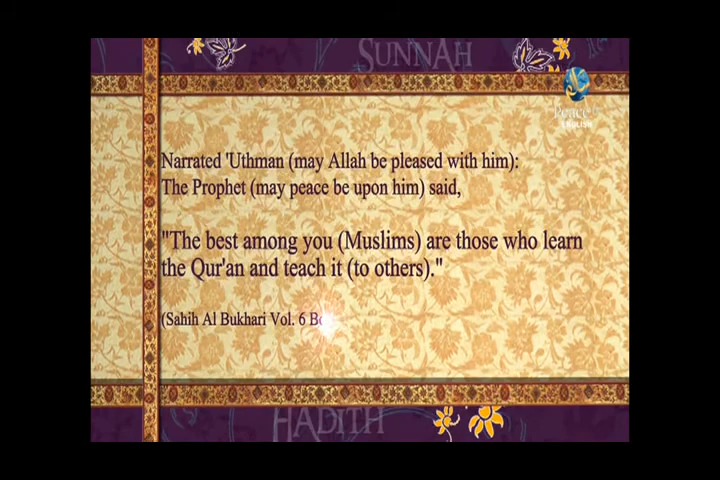 SUNNAH
Peace
ENGLISH
Narrated 'Uthman (may Allah be pleased with him):
The Prophet (may peace be upon him) said,
"The best among you (Muslims) are those who learn
the Qur'an and teach it (to others)."
(Sahih Al Bukhari Vol. 6
HADITH